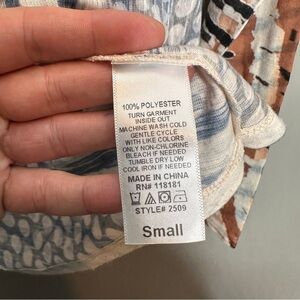 100% POLYESTER
TURN GARMENT
INSIDE OUT
MACHINE WASH COLD
GENTLE CYCLE
WITH LIKE COLORS
ONLY NON-CHLORINE
BLEACH IF NEEDED
TUMBLE DRY LOW
COOL IRON IF NEEDED
MADE IN CHINA
RN# 118181
STYLE# 2509
Small